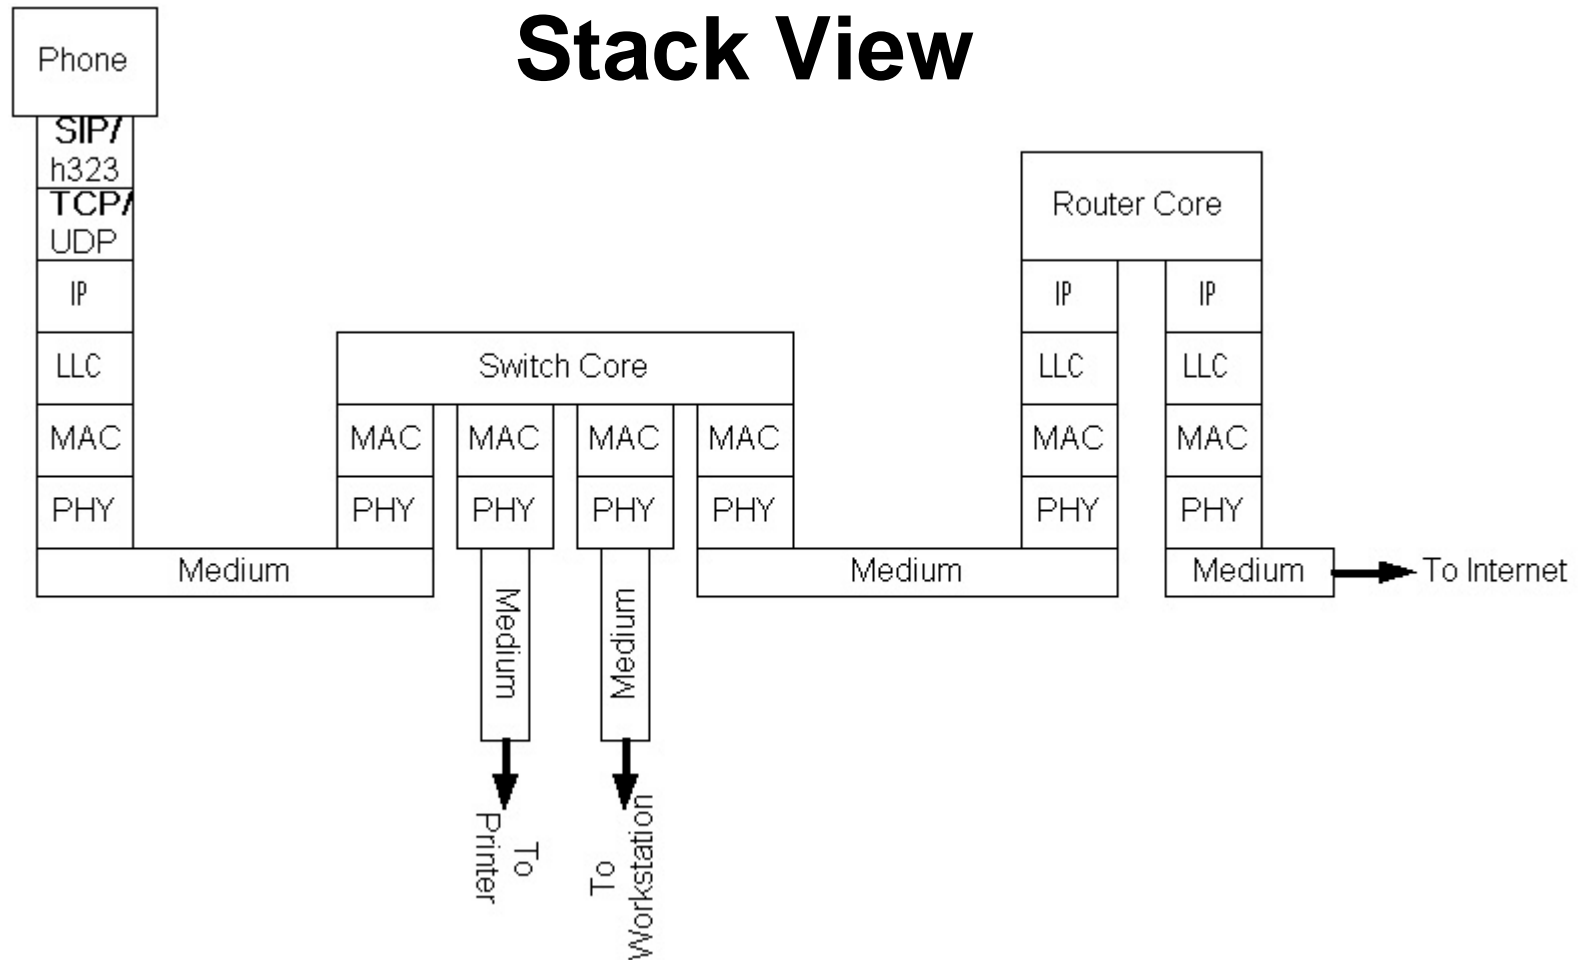 Stack View
Phone
SIP/
h323
TCP/
UDP
IP
LLC
MAC
PHY
Medium
Switch Core
MAC
MAC
MAC
MAC
PHY
PHY
PHY
PHY
Medium
Medium
To
Printer
To
Workstation
Medium
Router Core
IP
IP
LLC
LLC
MAC
MAC
PHY
PHY
Medium
To Internet